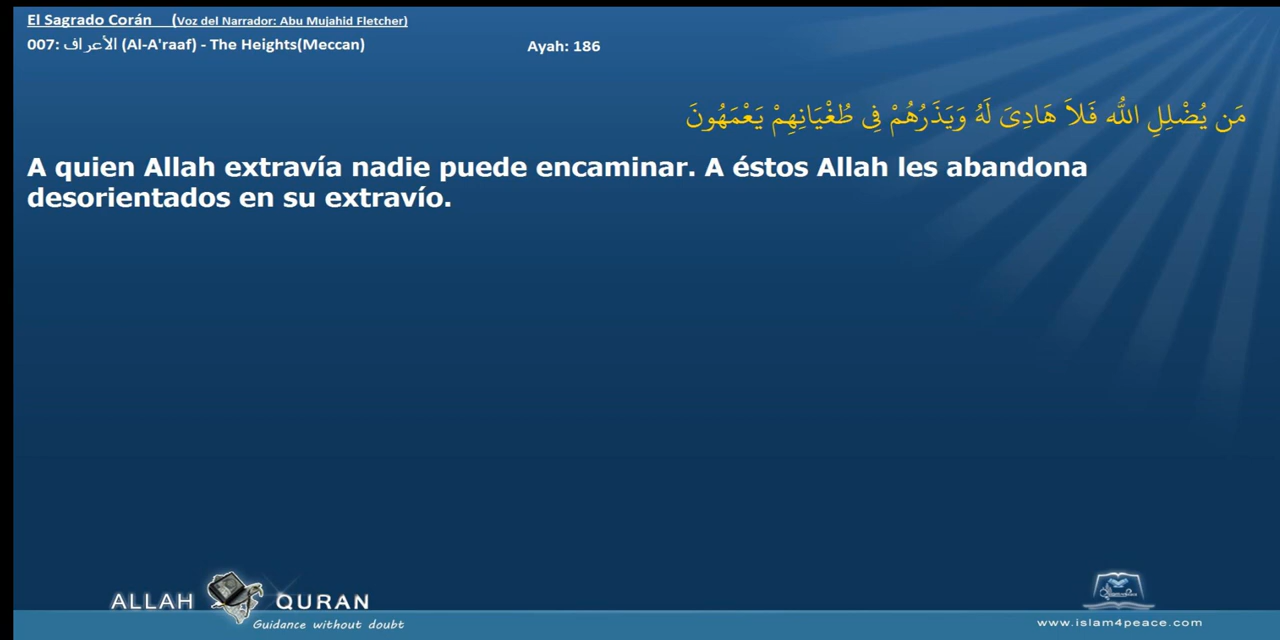 El Sagrado Corán (Voz del Narrador: Abu Mujahid Fletcher)
007: الأعراف (Al-A'raaf) - The Heights(Meccan) Ayah: 186
مَن يُضْلِلِ اللّه فَلاَ هَادِىَ لَهُ وَيَذَرُهُمْ فِى طُغْيَانِهِمْ يَعْمَهُونَ
A quien Allah extravía nadie puede encaminar. A éstos Allah les abandona
desorientados en su extravío.
ALLAH QURAN
Guidance without doubt
www.islam4peace.com